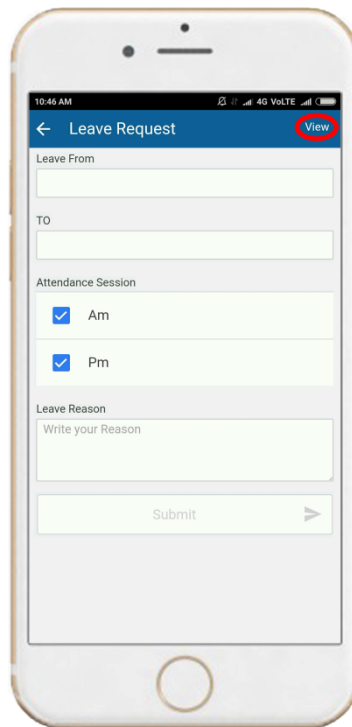 10:46 AM 4G VoLTE
Leave Request View
Leave From
TO
Attendance Session
Am
Pm
Leave Reason
Write your Reason
Submit